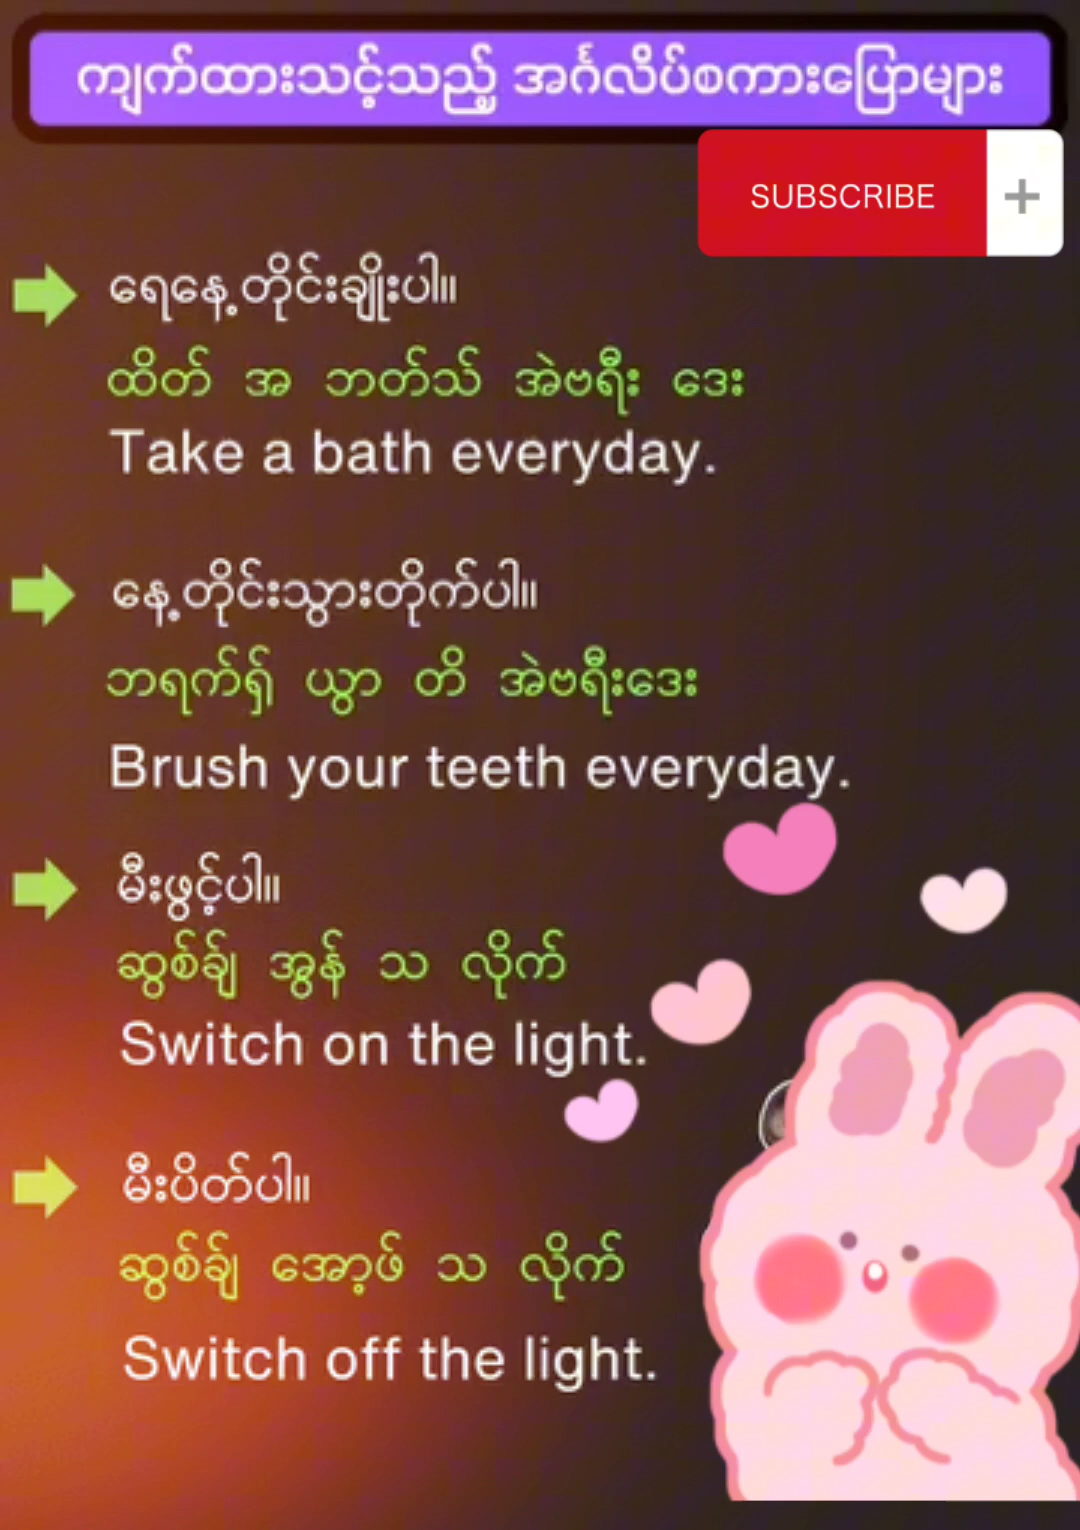 ကျက်ထားသင့်သည့် အင်္ဂလိပ်စကားပြောများ
SUBSCRIBE +
ရေနေ့တိုင်းချိုးပါ။
ထိတ် အ ဘတ်သ် အဲဗရီး ဒေး
Take a bath everyday.
နေ့တိုင်းသွားတိုက်ပါ။
ဘရက်ရှ် ယွာ တိ အဲဗရီးဒေး
Brush your teeth everyday.
မီးဖွင့်ပါ။
ဆွစ်ချ် အွန် သ လိုက်
Switch on the light.
မီးပိတ်ပါ။
ဆွစ်ချ် အော့ဖ် သ လိုက်
Switch off the light.